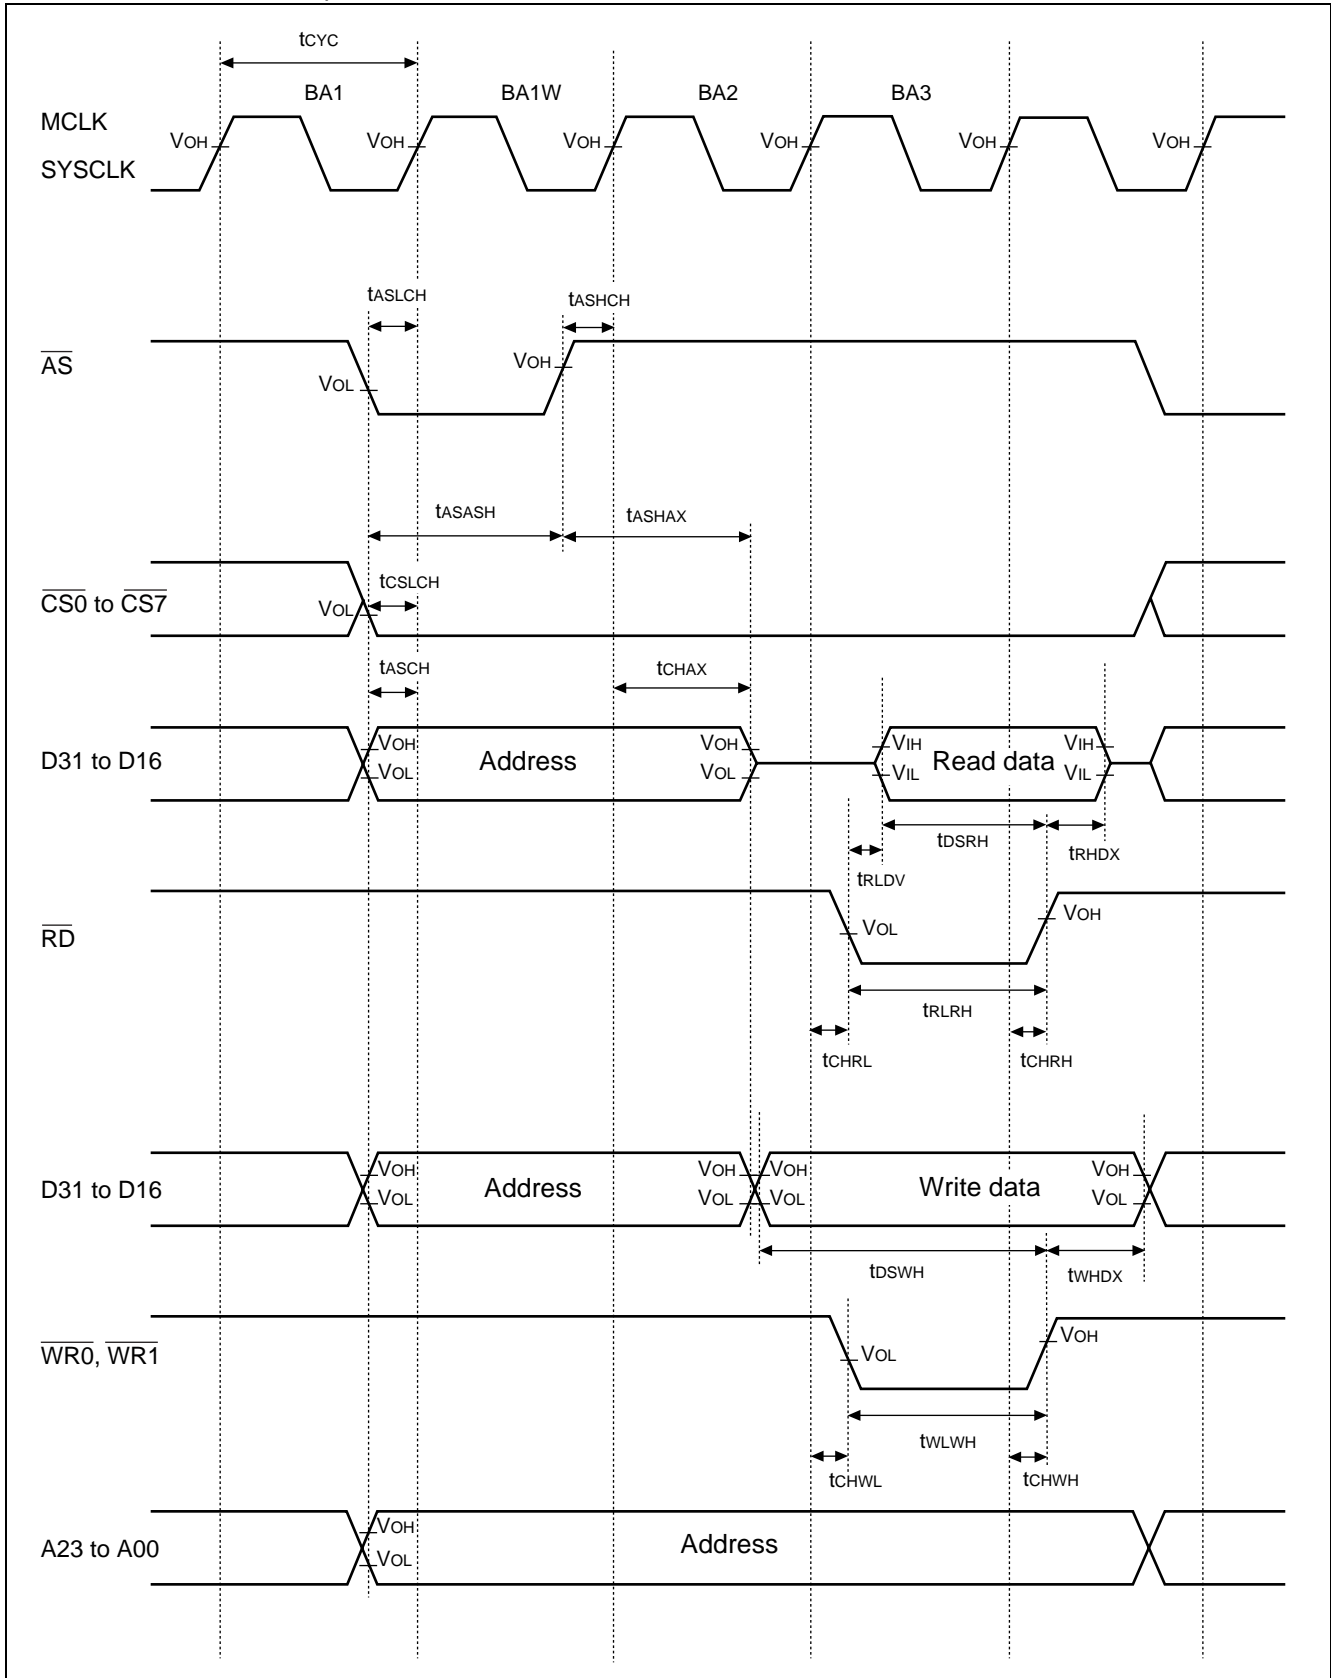 tCYC
BA1 BA1W BA2 BA3
MCLK
VOH VOH VOH VOH VOH VOH
SYSCLK
tASLCH tASHCH
AS
VOH
VOL
tASASH tASHAX
tCSLCH
CS0 to CS7
VOL
tASCH tCHAX
VOH VOH VIH VIH
D31 to D16 Address Read data
VOL VOL VIL VIL
tDSRH tRHDX
tRLDV
VOH
RD VOL
tRLRH
tCHRL tCHRH
VOH VOH VOH VOH
D31 to D16 Address Write data
VOL VOL VOL VOL
tDSWH tWHDX
VOH
WR0, WR1 VOL
tWLWH
tCHWL tCHWH
VOH
A23 to A00 Address
VOL